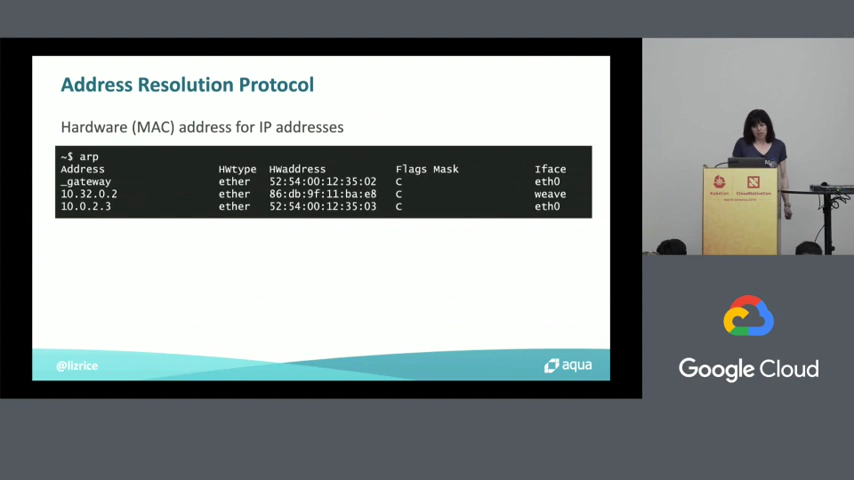 Address Resolution Protocol
Hardware (MAC) address for IP addresses
~$ arp
Address HWtype HWaddress Flags Mask Iface
_gateway ether 52:54:00:12:35:02 C eth0
10.32.0.2 ether 86:db:9f:11:ba:e8 C weave
10.0.2.3 ether 52:54:00:12:35:03 C eth0
@lizrice
aqua
KubeCon CloudNativeCon
Google Cloud